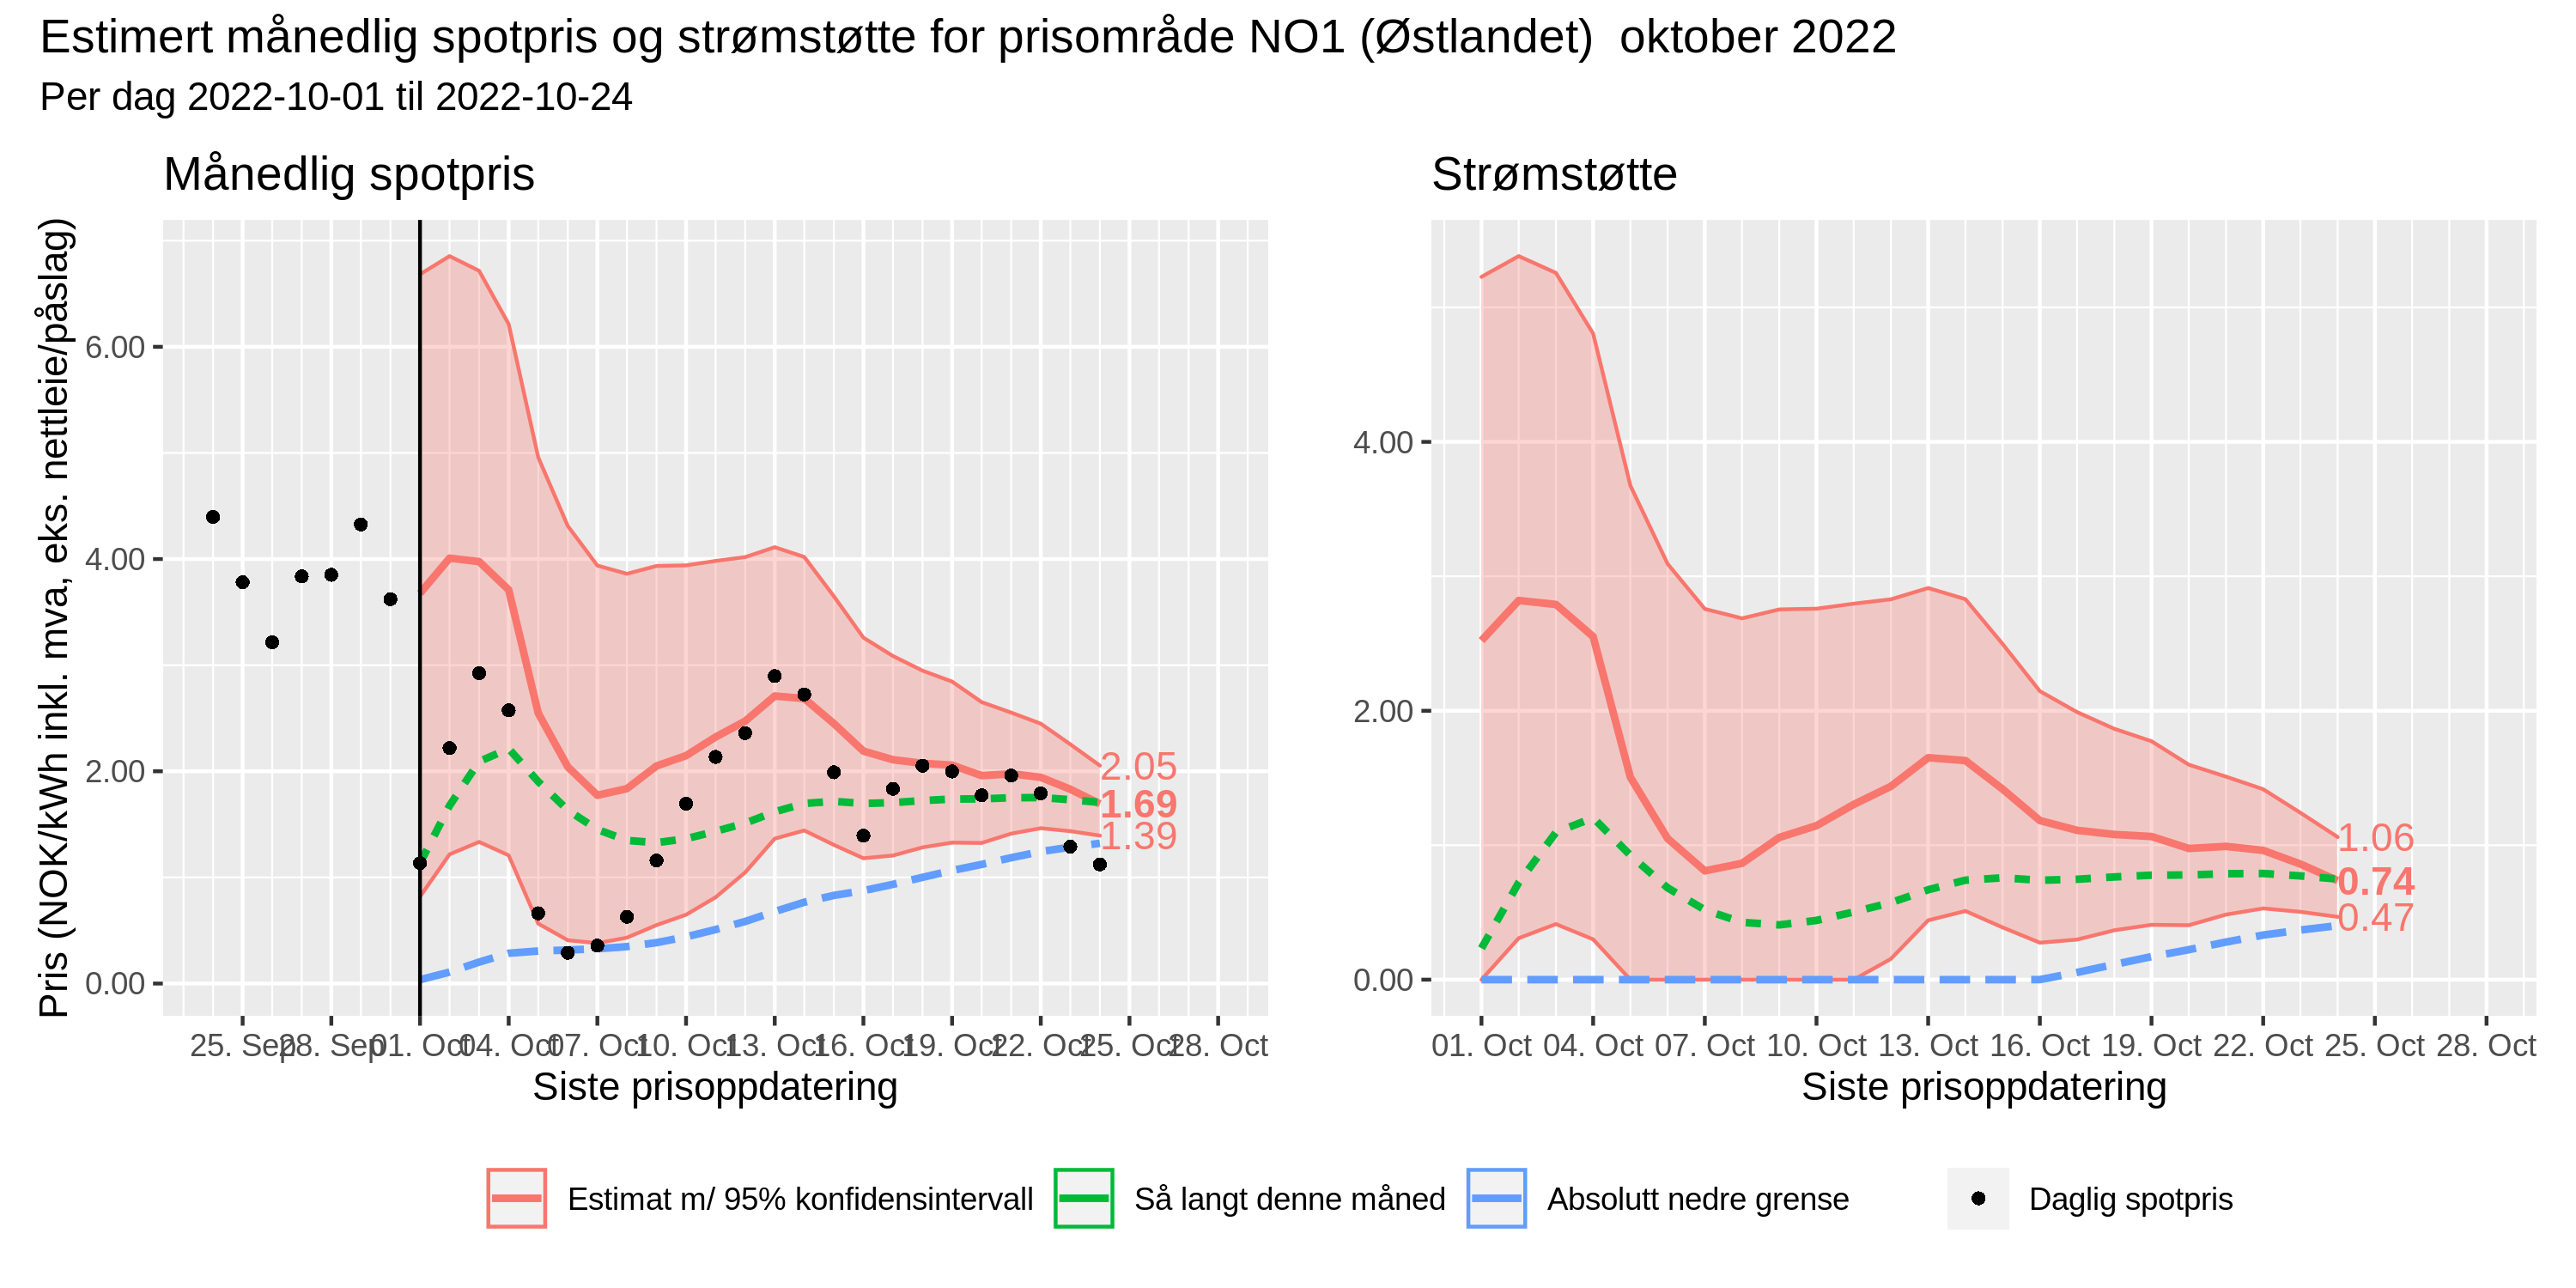 Estimert månedlig spotpris og strømstøtte for prisområde NO1 (Østlandet)  oktober 2022
Per dag 2022-10-01 til 2022-10-24
Månedlig spotpris
Pris (NOK/kWh inkl. mva, eks. nettleie/påslag)
6.00
4.00
2.00
0.00
2.05
1.69
1.39
25. Sep 28. Sep 01. Oct 04. Oct 07. Oct 10. Oct 13. Oct 16. Oct 19. Oct 22. Oct 25. Oct 28. Oct
Siste prisoppdatering
Strømstøtte
4.00
2.00
0.00
1.06
0.74
0.47
01. Oct 04. Oct 07. Oct 10. Oct 13. Oct 16. Oct 19. Oct 22. Oct 25. Oct 28. Oct
Siste prisoppdatering
Estimat m/ 95% konfidensintervall Så langt denne måned Absolutt nedre grense Daglig spotpris